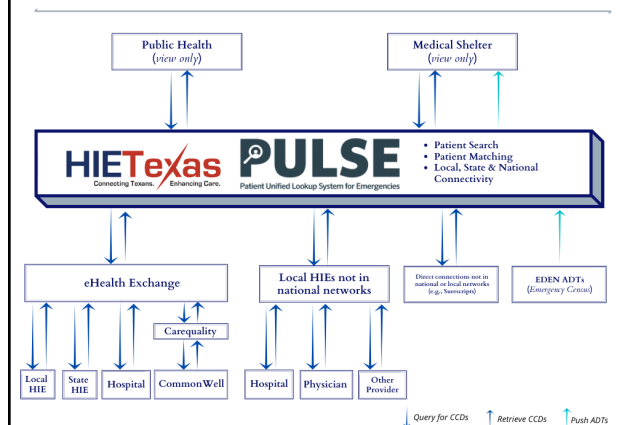 Public Health
(view only)
Medical Shelter
(view only)
HIETexas
Connecting Texans. Enhancing Care.
PULSE
Patient Unified Lookup System for Emergencies
• Patient Search
• Patient Matching
• Local, State & National
Connectivity
eHealth Exchange
Local HIEs not in
national networks
Direct connections not in
national or local networks
(e.g., Surescripts)
EDEN ADTs
(Emergency Census)
Carequality
Local
HIE
State
HIE
Hospital
CommonWell
Hospital
Physician
Other
Provider
Query for CCDs
Retrieve CCDs
Push ADTs